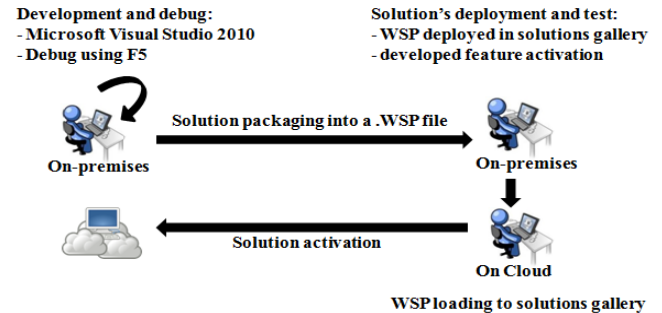 Development and debug:
- Microsoft Visual Studio 2010
- Debug using F5
Solution's deployment and test:
- WSP deployed in solutions gallery
- developed feature activation
Solution packaging into a .WSP file
On-premises
On-premises
Solution activation
On Cloud
WSP loading to solutions gallery